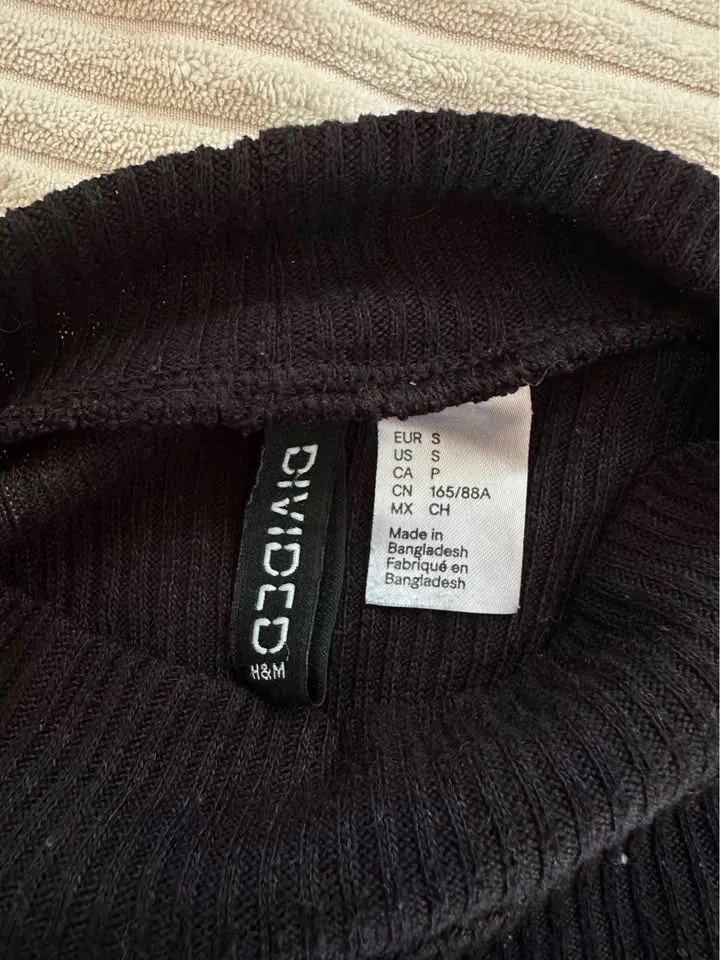 DIVIDED
H&M
EUR S
US S
CA P
CN 165/88A
MX CH
Made in
Bangladesh
Fabriqué en
Bangladesh